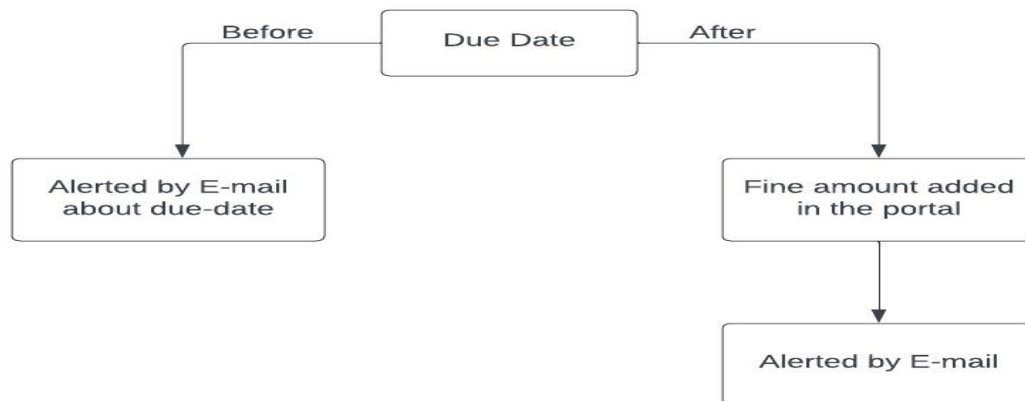 Before
Due Date
After
Alerted by E-mail
about due-date
Fine amount added
in the portal
Alerted by E-mail